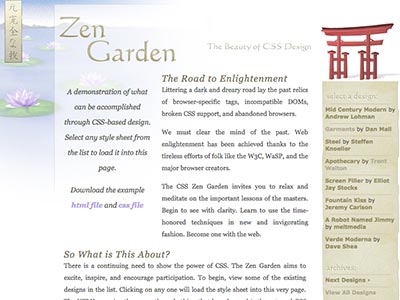 Zen
Garden
The Beauty of CSS Design
A demonstration of what
can be accomplished
through CSS-based design.
Select any style sheet from
the list to load it into this
page.
Download the example
html file and css file
The Road to Enlightenment
Littering a dark and dreary road lay the past relics
of browser-specific tags, incompatible DOMs,
broken CSS support, and abandoned browsers.
We must clear the mind of the past. Web
enlightenment has been achieved thanks to the
tireless efforts of folk like the W3C, WaSP, and the
major browser creators.
The CSS Zen Garden invites you to relax and
meditate on the important lessons of the masters.
Begin to see with clarity. Learn to use the time-
honored techniques in new and invigorating
fashion. Become one with the web.
So What is This About?
There is a continuing need to show the power of CSS. The Zen Garden aims to
excite, inspire, and encourage participation. To begin, view some of the existing
designs in the list. Clicking on any one will load the style sheet into this very page.
select a design:
Mid Century Modern by
Andrew Lohman
Garments by Dan Mall
Steel by Steffen
Knoeller
Apothecary by Trent
Walton
Screen Filler by Elliot
Jay Stocks
Fountain Kiss by
Jeremy Carlson
A Robot Named Jimmy
by meltmedia
Verde Moderna by
Dave Shea
archives:
Next Designs ›
View All Designs